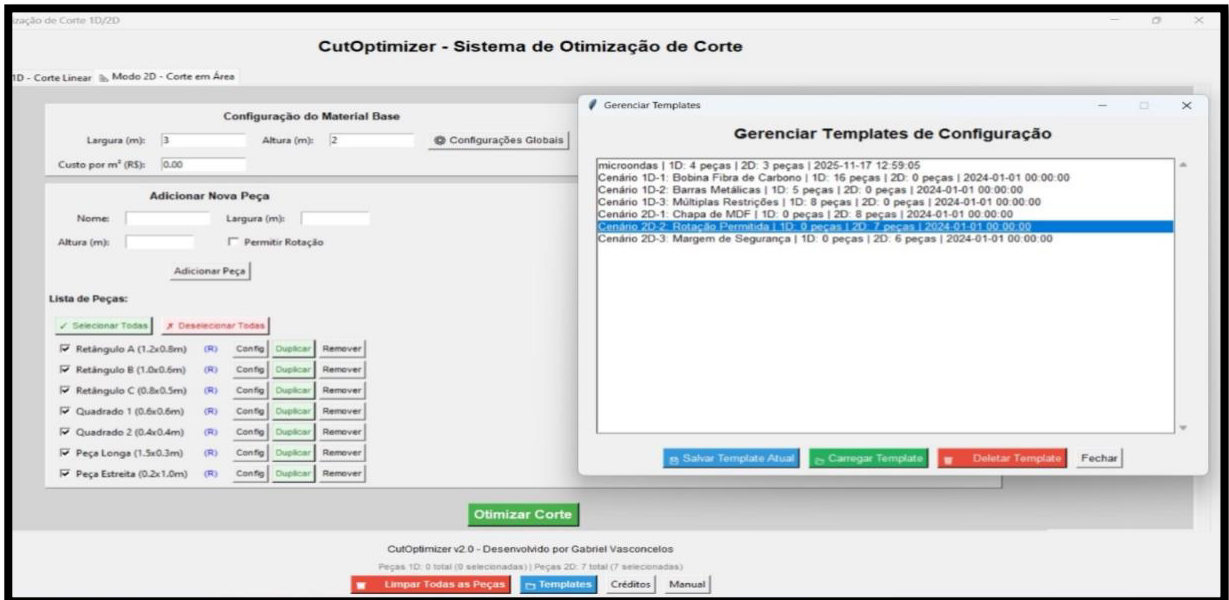 zação de Corte 1D/2D
CutOptimizer - Sistema de Otimização de Corte
1D - Corte Linear Modo 2D - Corte em Área
Configuração do Material Base
Largura (m): 3 Altura (m): 2 Configurações Globais
Custo por m² (R$): 0.00
Adicionar Nova Peça
Nome: Largura (m):
Altura (m): Permitir Rotação
Adicionar Peça
Lista de Peças:
✓ Selecionar Todas ✗ Deselecionar Todas
Retângulo A (1.2x0.8m) (R) Config Duplicar Remover
Retângulo B (1.0x0.6m) (R) Config Duplicar Remover
Retângulo C (0.8x0.5m) (R) Config Duplicar Remover
Quadrado 1 (0.6x0.6m) (R) Config Duplicar Remover
Quadrado 2 (0.4x0.4m) (R) Config Duplicar Remover
Peça Longa (1.5x0.3m) (R) Config Duplicar Remover
Peça Estreita (0.2x1.0m) (R) Config Duplicar Remover
Otimizar Corte
CutOptimizer v2.0 - Desenvolvido por Gabriel Vasconcelos
Peças 1D: 0 total (0 selecionadas) | Peças 2D: 7 total (7 selecionadas)
Limpar Todas as Peças Templates Créditos Manual
Gerenciar Templates
Gerenciar Templates de Configuração
microondas | 1D: 4 peças | 2D: 3 peças | 2025-11-17 12:59:05
Cenário 1D-1: Bobina Fibra de Carbono | 1D: 16 peças | 2D: 0 peças | 2024-01-01 00:00:00
Cenário 1D-2: Barras Metálicas | 1D: 5 peças | 2D: 0 peças | 2024-01-01 00:00:00
Cenário 1D-3: Múltiplas Restrições | 1D: 8 peças | 2D: 0 peças | 2024-01-01 00:00:00
Cenário 2D-1: Chapa de MDF | 1D: 0 peças | 2D: 8 peças | 2024-01-01 00:00:00
Cenário 2D-2: Rotação Permitida | 1D: 0 peças | 2D: 7 peças | 2024-01-01 00:00:00
Cenário 2D-3: Margem de Segurança | 1D: 0 peças | 2D: 6 peças | 2024-01-01 00:00:00
Salvar Template Atual Carregar Template Deletar Template Fechar